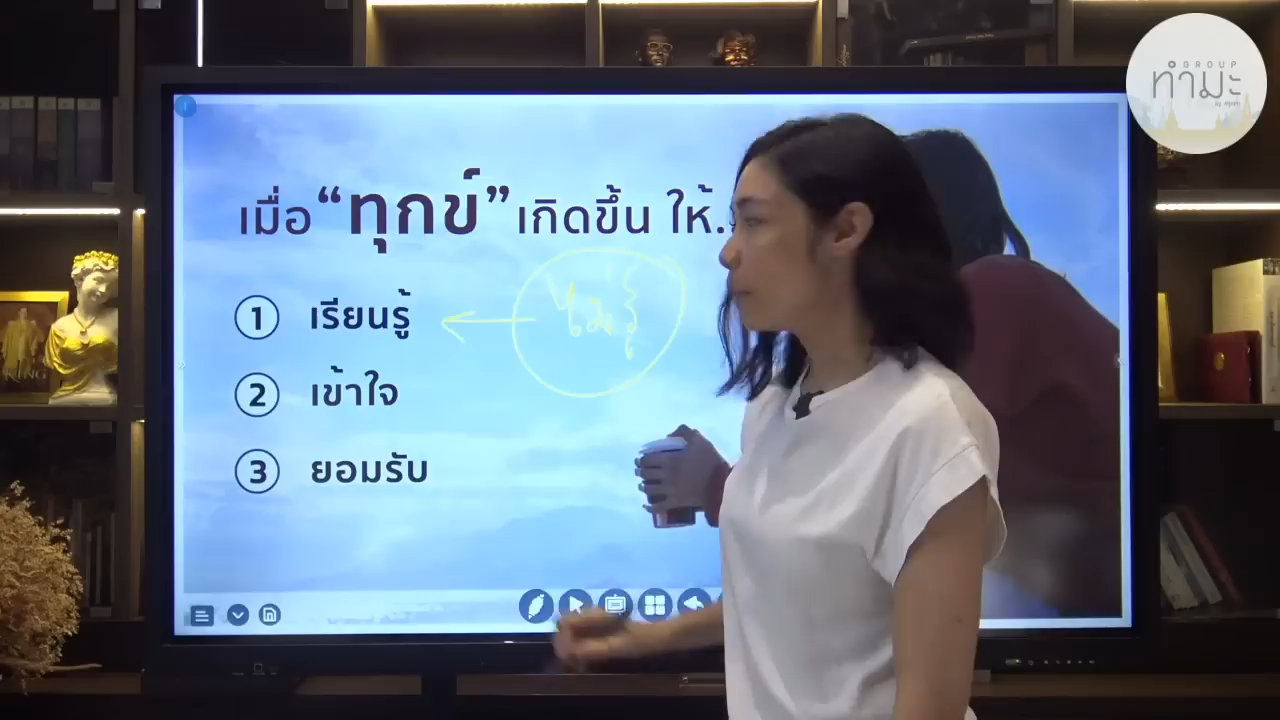 GROUP
ทำมะ
เมื่อ “ทุกข์” เกิดขึ้น ให้..
1 เรียนรู้
ไม่รู้
2 เข้าใจ
3 ยอมรับ